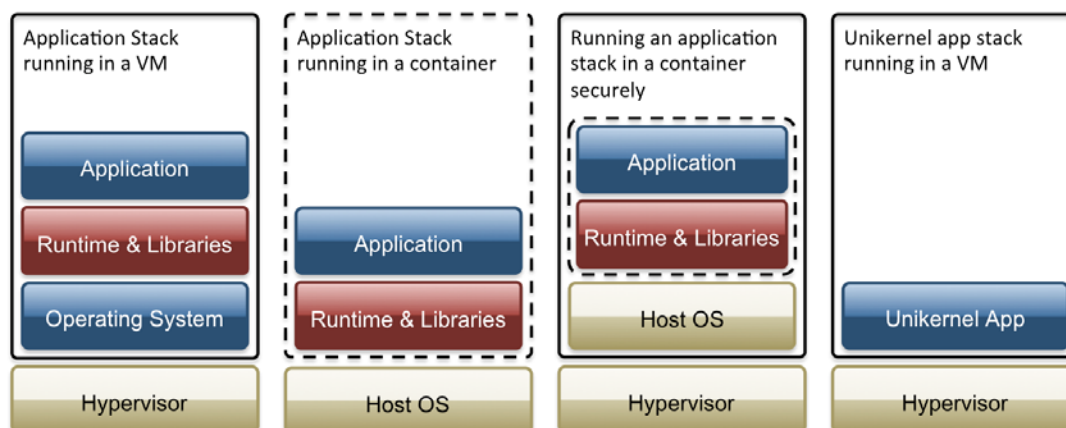 Application Stack
running in a VM
Application
Runtime & Libraries
Operating System
Hypervisor
Application Stack
running in a container
Application
Runtime & Libraries
Host OS
Running an application
stack in a container
securely
Application
Runtime & Libraries
Host OS
Hypervisor
Unikernel app stack
running in a VM
Unikernel App
Hypervisor